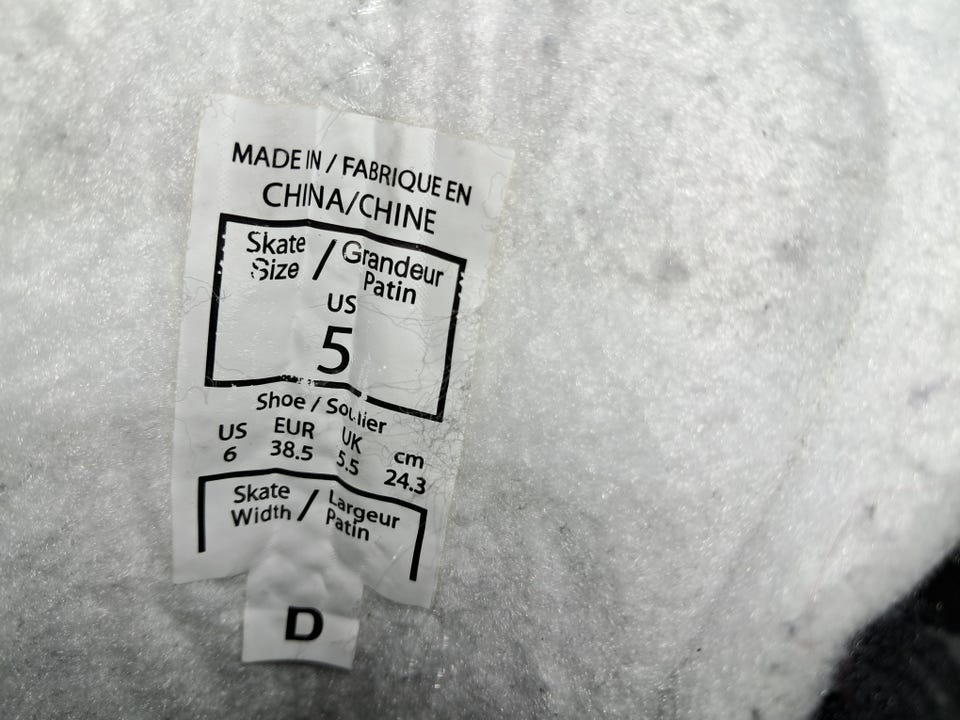 MADE IN / FABRIQUE EN
CHINA/CHINE
Skate Size / Grandeur Patin
US
5
Shoe / Soulier
US EUR UK cm
6 38.5 5.5 24.3
Skate Width / Largeur Patin
D